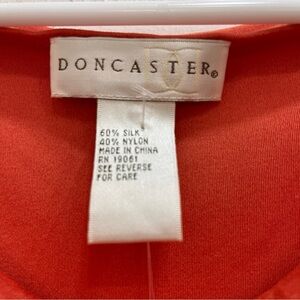 DONCASTER®
60% SILK
40% NYLON
MADE IN CHINA
RN 19061
SEE REVERSE
FOR CARE